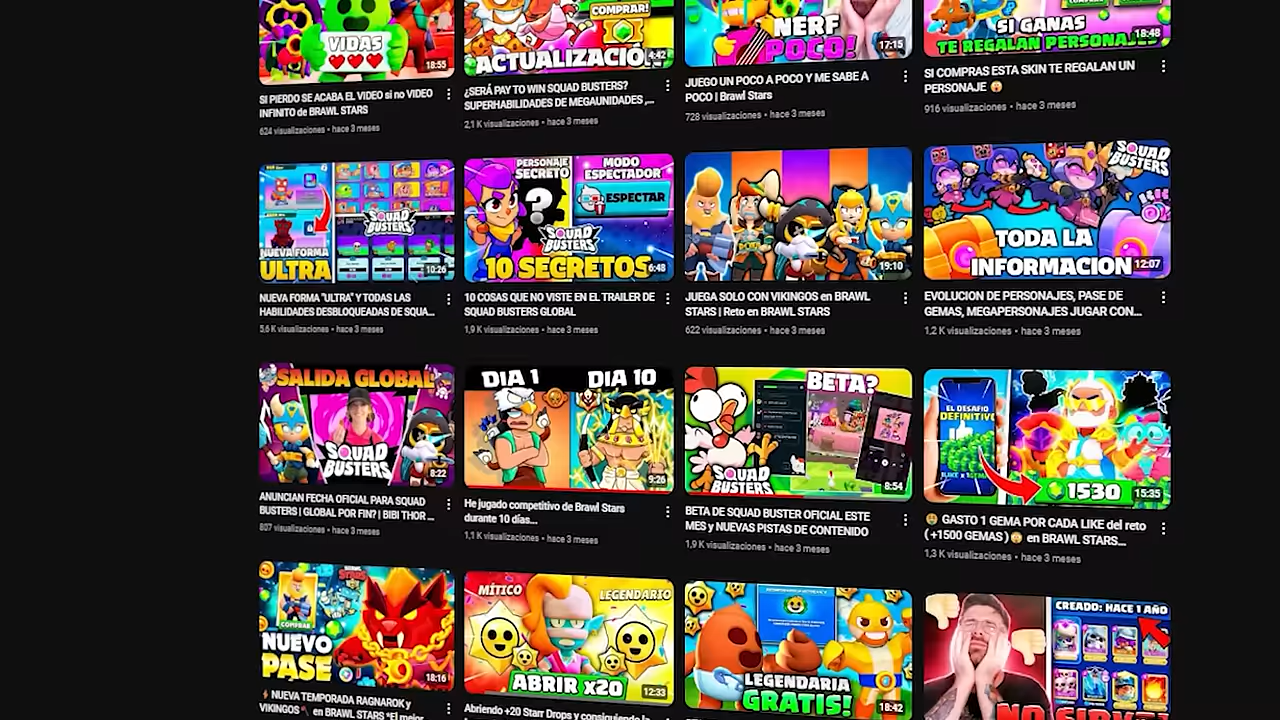 VIDAS
18:55
COMPRAR!
ACTUALIZACIÓN
4:42
NERF
POCO!
17:15
SI GANAS
TE REGALAN PERSONAJE
18:48
SI PIERDO SE ACABA EL VIDEO si no VIDEO
INFINITO de BRAWL STARS
624 visualizaciones • hace 3 meses
¿SERÁ PAY TO WIN SQUAD BUSTERS?
SUPERHABILIDADES DE MEGAUNIDADES ,...
2,1 K visualizaciones • hace 3 meses
JUEGO UN POCO A POCO Y ME SABE A
POCO | Brawl Stars
728 visualizaciones • hace 3 meses
SI COMPRAS ESTA SKIN TE REGALAN UN
PERSONAJE 😱
916 visualizaciones • hace 3 meses
NUEVA FORMA
ULTRA
SQUAD
BUSTERS
10:26
PERSONAJE
SECRETO
?
MODO
ESPECTADOR
ESPECTAR
SQUAD
BUSTERS
10 SECRETOS
6:48
19:10
SQUAD
BUSTERS
TODA LA
INFORMACION
12:07
NUEVA FORMA "ULTRA" Y TODAS LAS
HABILIDADES DESBLOQUEADAS DE SQUA...
5,6 K visualizaciones • hace 3 meses
10 COSAS QUE NO VISTE EN EL TRAILER DE
SQUAD BUSTERS GLOBAL
1,9 K visualizaciones • hace 3 meses
JUEGA SOLO CON VIKINGOS en BRAWL
STARS | Reto en BRAWL STARS
622 visualizaciones • hace 3 meses
EVOLUCION DE PERSONAJES, PASE DE
GEMAS, MEGAPERSONAJES JUGAR CON...
1,2 K visualizaciones • hace 3 meses
SALIDA GLOBAL
SQUAD
BUSTERS
8:22
DIA 1
DIA 10
9:26
BETA?
SQUAD
BUSTERS
8:54
EL DESAFIO
DEFINITIVO
1530
15:35
ANUNCIAN FECHA OFICIAL PARA SQUAD
BUSTERS | GLOBAL POR FIN? | BIBI THOR ...
807 visualizaciones • hace 3 meses
He jugado competitivo de Brawl Stars
durante 10 días...
1,1 K visualizaciones • hace 3 meses
BETA DE SQUAD BUSTER OFICIAL ESTE
MES y NUEVAS PISTAS DE CONTENIDO
1,9 K visualizaciones • hace 3 meses
😭 GASTO 1 GEMA POR CADA LIKE del reto
( +1500 GEMAS ) 😳 en BRAWL STARS...
1,3 K visualizaciones • hace 3 meses
COMPRAR
NUEVO
PASE
18:16
MÍTICO
LEGENDARIO
ABRIR x20
12:33
LEGENDARIA
GRATIS!
18:42
CREADO: HACE 1 AÑO
NO SIRVE
⚡ NUEVA TEMPORADA RAGNAROK y
VIKINGOS🪓 en BRAWL STARS *El mejor
Abriendo +20 Starr Drops y consiguiendo la